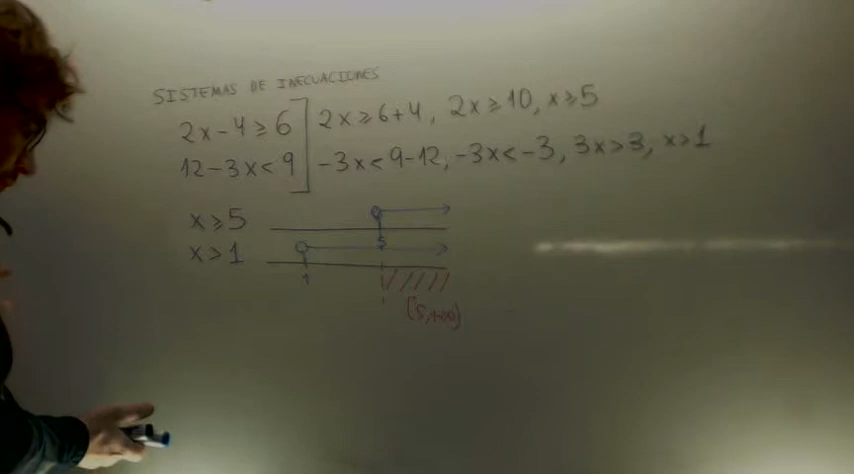 SISTEMAS DE INECUACIONES
2x-4≥6] 2x≥6+4, 2x≥10, x≥5
12-3x<9] -3x<9-12, -3x<-3, 3x>3, x>1
x≥5
5
x>1
1
[5,+∞)